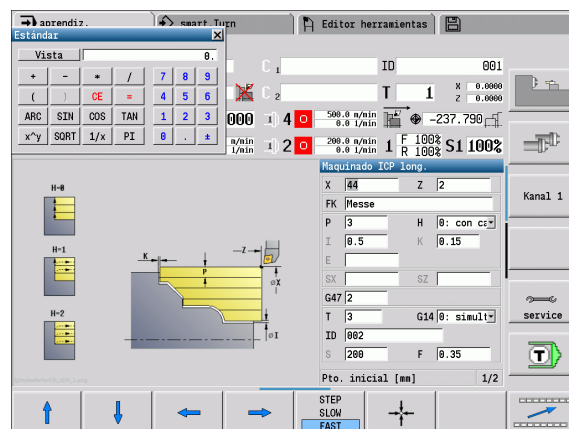 aprendiz.
smart.Turn
Editor herramientas
Estándar
Vista
0.
+ - * / 7 8 9
( ) CE = 4 5 6
ARC SIN COS TAN 1 2 3
x^y SQRT 1/x PI 0 . ±
C 1
ID 001
C 2
T 1
X 0.0000
Z 0.0000
000
4
500.0 m/min
0.0 1/min
-237.790
m/min
1/min
2
200.0 m/min
0.0 1/min
1
F 100%
R 100%
S1 100%
Kanal 1
service
T
Maquinado ICP long.
X 44 Z 2
FK Messe
P 3 H 0: con ca
I 0.5 K 0.15
E
SX SZ
G47 2
T 3 G14 0: simult
ID 002
S 200 F 0.35
Pto. inicial [mm] 1/2
H=0
H=1
H=2
K
P
Z
øX
øI
STEP
SLOW
FAST